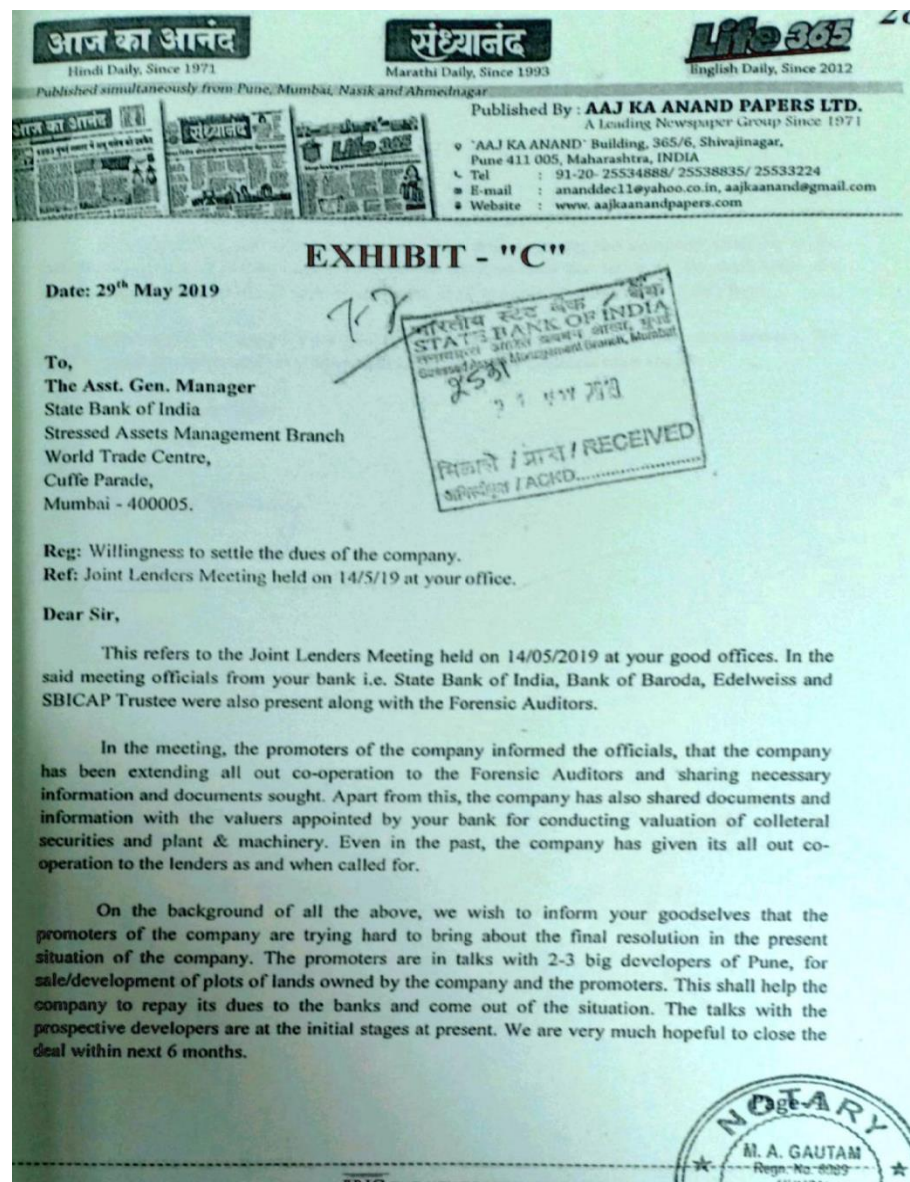 आज का आनंद
Hindi Daily, Since 1971
संध्यानंद
Marathi Daily, Since 1993
Life 365
English Daily, Since 2012
Published simultaneously from Pune, Mumbai, Nasik and Ahmednagar
Published By : AAJ KA ANAND PAPERS LTD.
A Leading Newspaper Group Since 1971
आज का आनंद
संध्यानंद
Life 365
'AAJ KA ANAND' Building, 365/6, Shivajinagar,
Pune 411 005, Maharashtra, INDIA
Tel : 91-20- 25534888/ 25538835/ 25533224
E-mail : ananddec11@yahoo.co.in, aajkaanand@gmail.com
Website : www. aajkaanandpapers.com
EXHIBIT - "C"
Date: 29th May 2019
भारतीय स्टेट बैंक
STATE BANK OF INDIA
Stressed Assets Management Branch, Mumbai
/ RECEIVED
/ ACKD.
To,
The Asst. Gen. Manager
State Bank of India
Stressed Assets Management Branch
World Trade Centre,
Cuffe Parade,
Mumbai - 400005.
Reg: Willingness to settle the dues of the company.
Ref: Joint Lenders Meeting held on 14/5/19 at your office.
Dear Sir,
This refers to the Joint Lenders Meeting held on 14/05/2019 at your good offices. In the
said meeting officials from your bank i.e. State Bank of India, Bank of Baroda, Edelweiss and
SBICAP Trustee were also present along with the Forensic Auditors.
In the meeting, the promoters of the company informed the officials, that the company
has been extending all out co-operation to the Forensic Auditors and sharing necessary
information and documents sought. Apart from this, the company has also shared documents and
information with the valuers appointed by your bank for conducting valuation of colleteral
securities and plant & machinery. Even in the past, the company has given its all out co-
operation to the lenders as and when called for.
On the background of all the above, we wish to inform your goodselves that the
promoters of the company are trying hard to bring about the final resolution in the present
situation of the company. The promoters are in talks with 2-3 big developers of Pune, for
sale/development of plots of lands owned by the company and the promoters. This shall help the
company to repay its dues to the banks and come out of the situation. The talks with the
prospective developers are at the initial stages at present. We are very much hopeful to close the
deal within next 6 months.
NOTARY
M. A. GAUTAM
Regn. No.